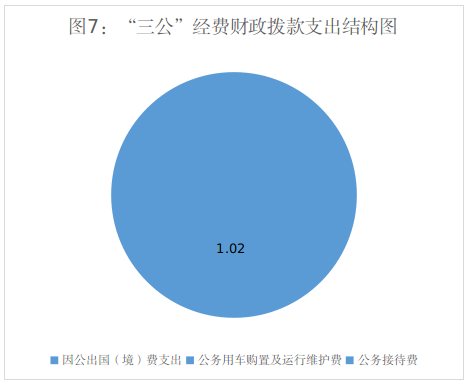 图7：“三公”经费财政拨款支出结构图
1.02
因公出国（境）费支出 公务用车购置及运行维护费 公务接待费